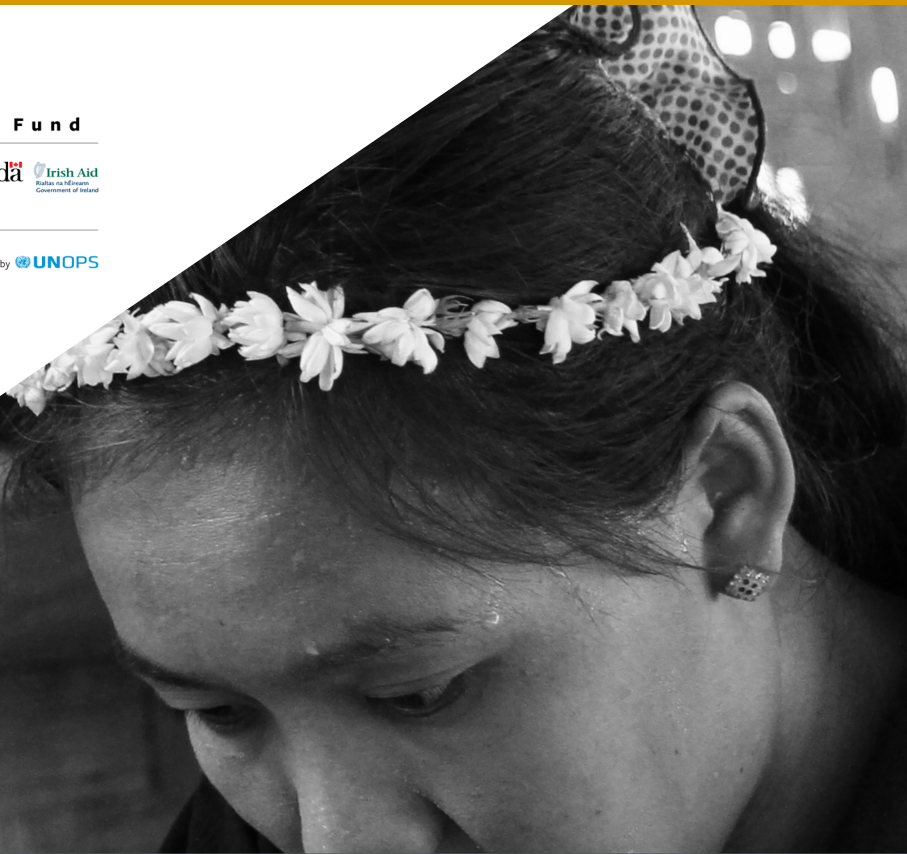 Fund
Irish Aid
Rialtas na hÉireann
Government of Ireland
by UNOPS